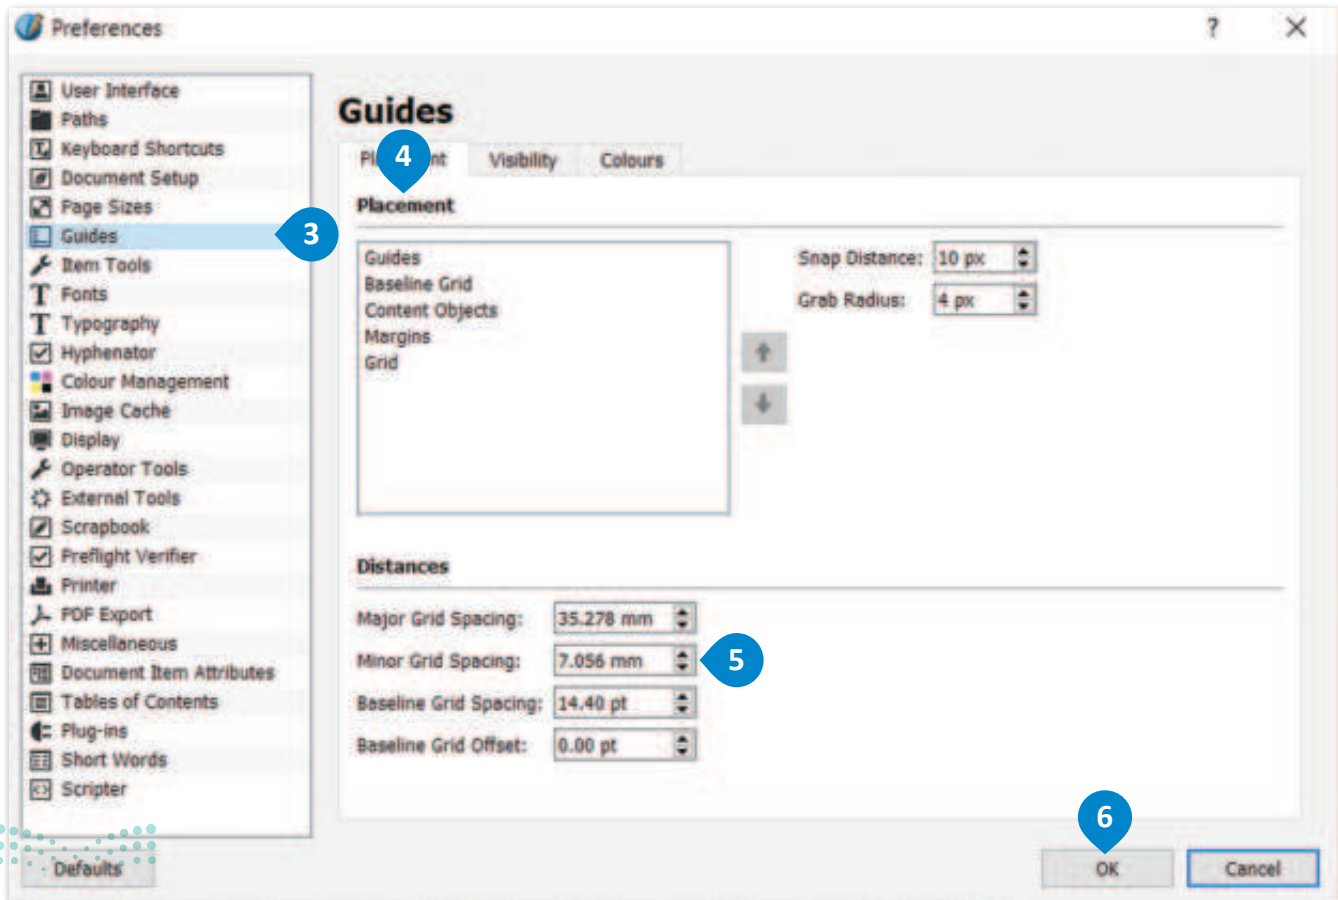 Preferences
?
User Interface
Paths
Keyboard Shortcuts
Document Setup
Page Sizes
Guides
3
Item Tools
Fonts
Typography
Hyphenator
Colour Management
Image Cache
Display
Operator Tools
External Tools
Scrapbook
Preflight Verifier
Printer
PDF Export
Miscellaneous
Document Item Attributes
Tables of Contents
Plug-ins
Short Words
Scripter
Defaults
Guides
4
Visibility
Colours
Placement
Guides
Baseline Grid
Content Objects
Margins
Grid
Snap Distance: 10 px
Grab Radius: 4 px
Distances
Major Grid Spacing: 35.278 mm
Minor Grid Spacing: 7.056 mm
5
Baseline Grid Spacing: 14.40 pt
Baseline Grid Offset: 0.00 pt
6
OK
Cancel